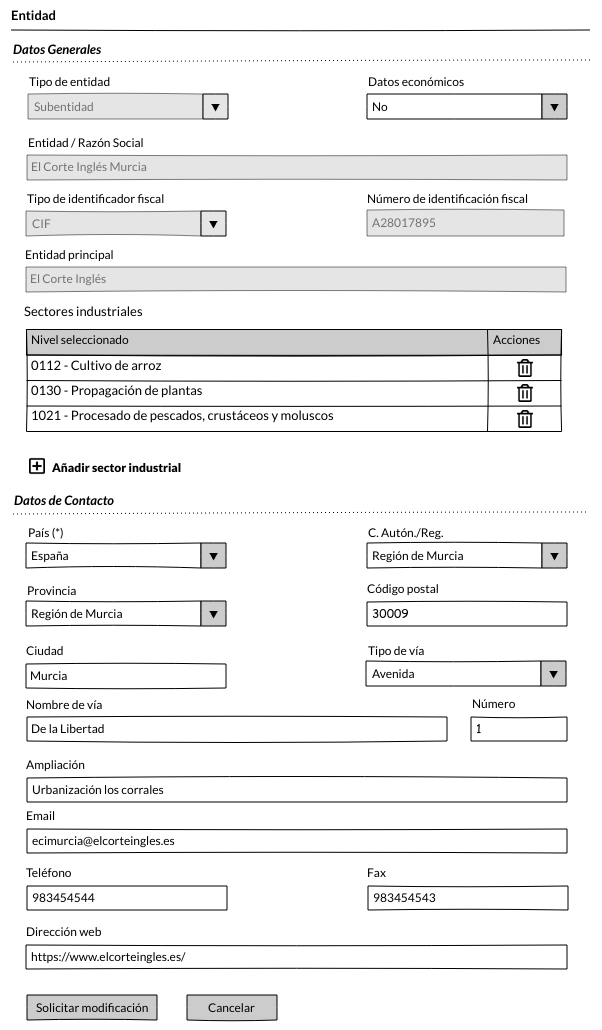 Entidad
Datos Generales
Tipo de entidad
Datos económicos
Subentidad
No
Entidad / Razón Social
El Corte Inglés Murcia
Tipo de identificador fiscal
Número de identificación fiscal
CIF
A28017895
Entidad principal
El Corte Inglés
Sectores industriales
Nivel seleccionado
Acciones
0112 - Cultivo de arroz
0130 - Propagación de plantas
1021 - Procesado de pescados, crustáceos y moluscos
Añadir sector industrial
Datos de Contacto
País (*)
C. Autón./Reg.
España
Región de Murcia
Provincia
Código postal
Región de Murcia
30009
Ciudad
Tipo de vía
Murcia
Avenida
Nombre de vía
Número
De la Libertad
1
Ampliación
Urbanización los corrales
Email
ecimurcia@elcorteingles.es
Teléfono
Fax
983454544
983454543
Dirección web
https://www.elcorteingles.es/
Solicitar modificación
Cancelar